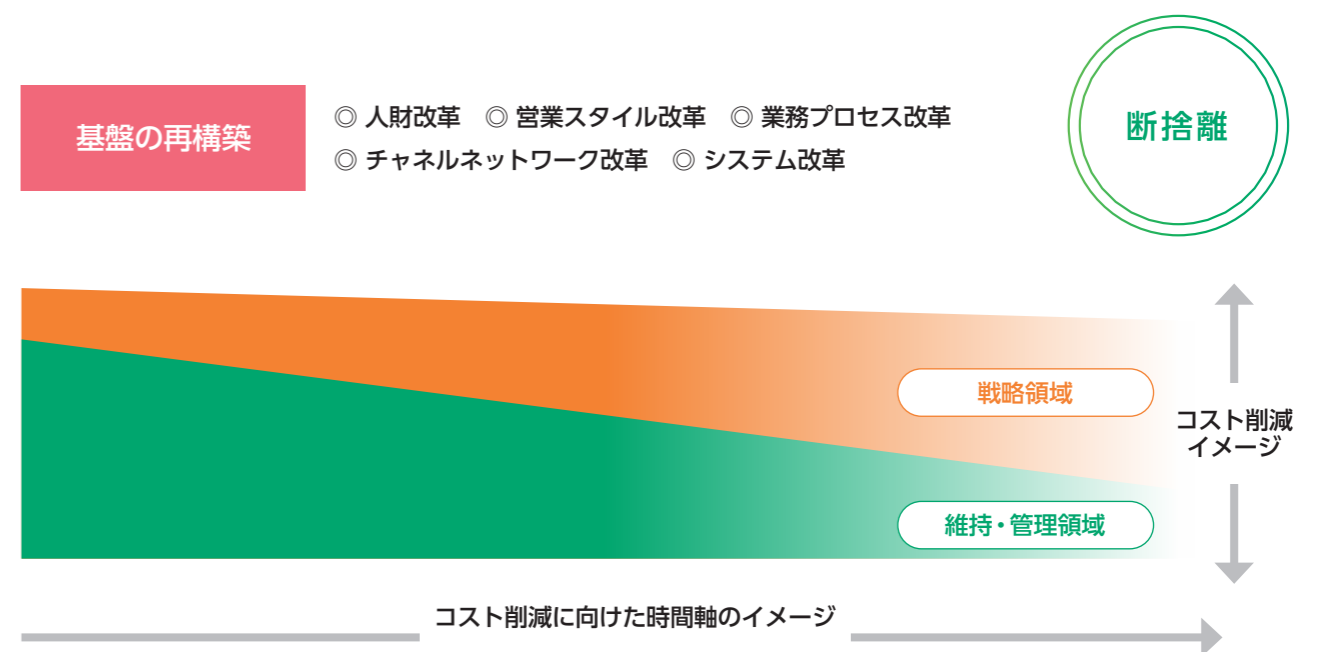 基盤の再構築
◎ 人財改革 ◎ 営業スタイル改革 ◎ 業務プロセス改革
◎ チャネルネットワーク改革 ◎ システム改革
断捨離
戦略領域
コスト削減
イメージ
維持・管理領域
コスト削減に向けた時間軸のイメージ